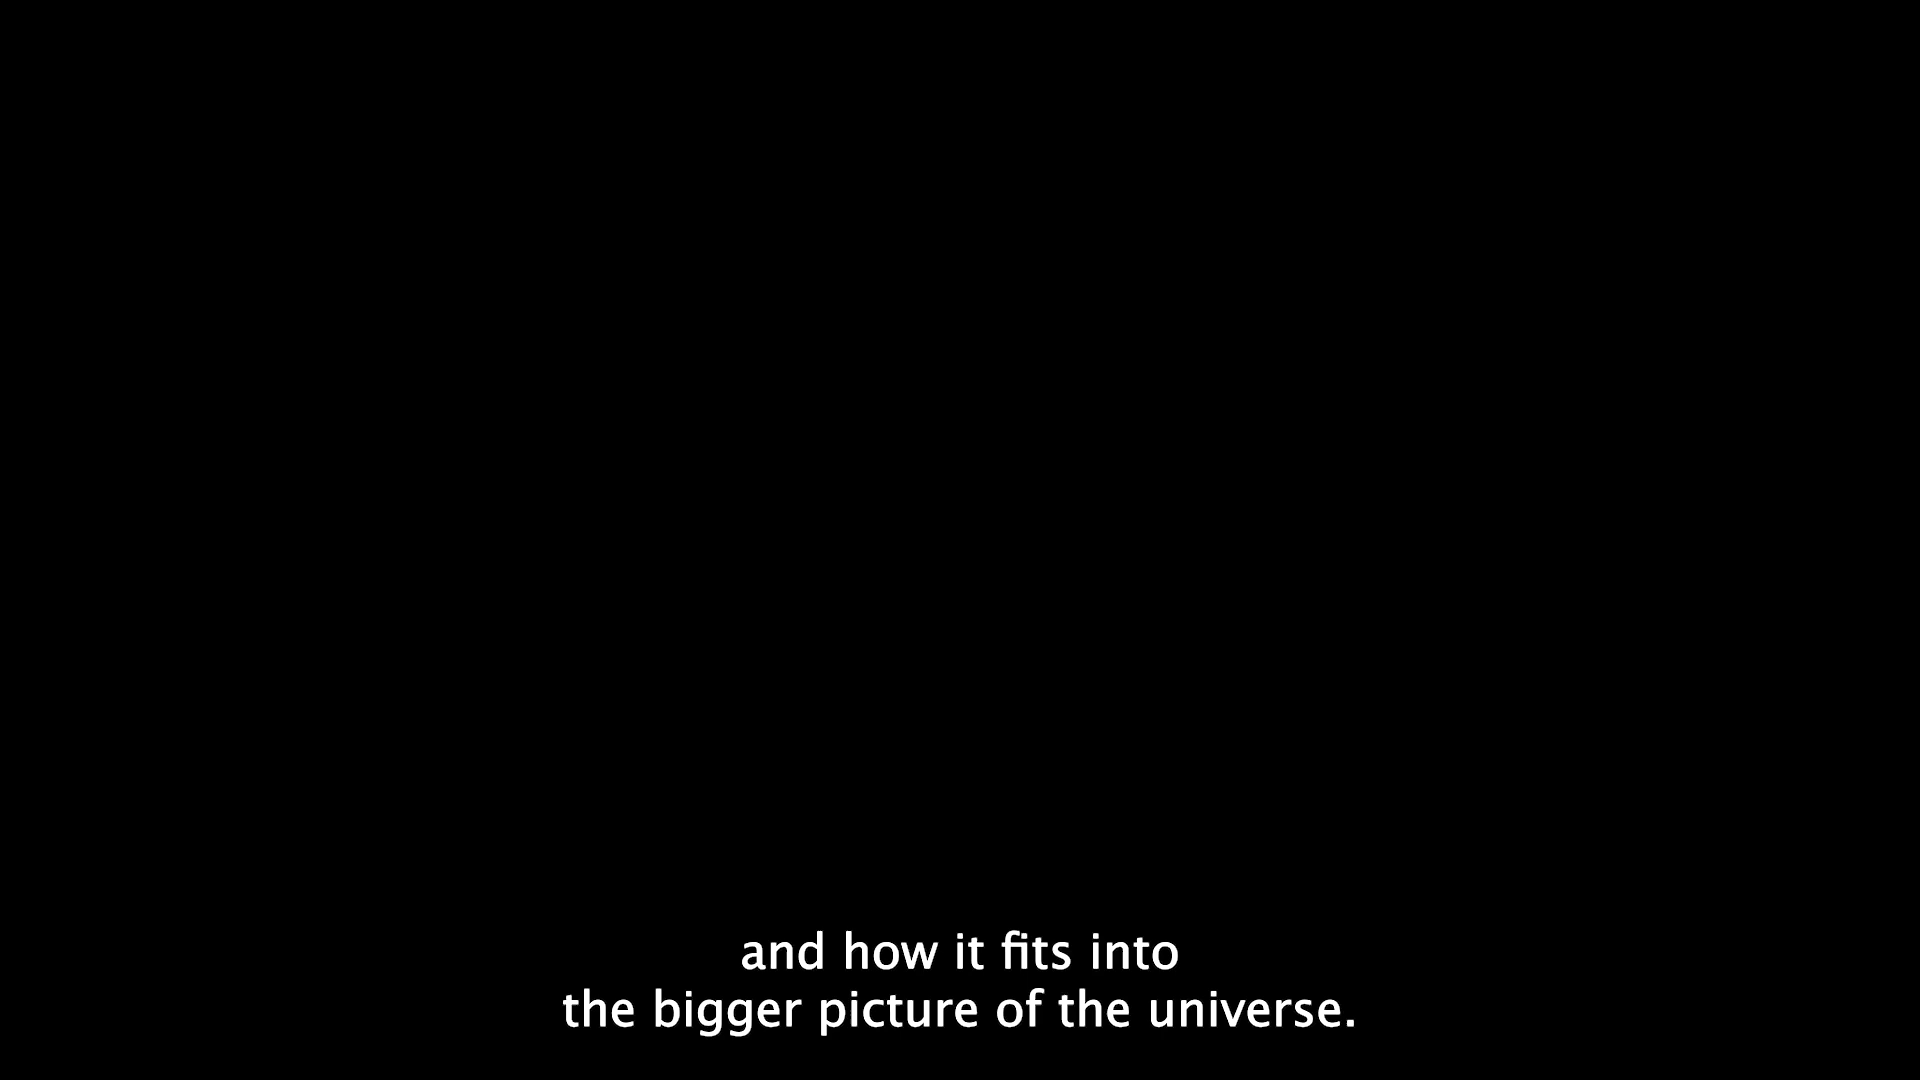 and how it fits into
the bigger picture of the universe.